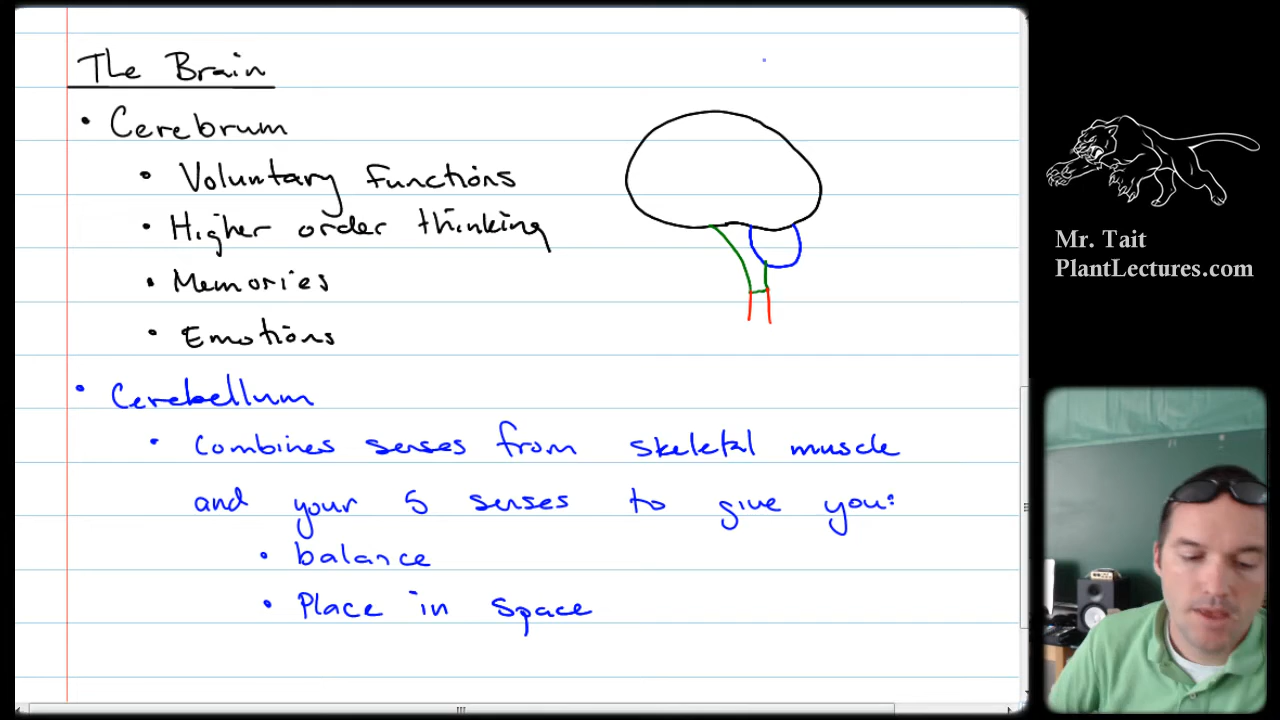 The Brain
• Cerebrum
• Voluntary functions
• Higher order thinking
• Memories
• Emotions
• Cerebellum
• Combines senses from skeletal muscle
and your 5 senses to give you:
• balance
• Place in space
Mr. Tait
PlantLectures.com